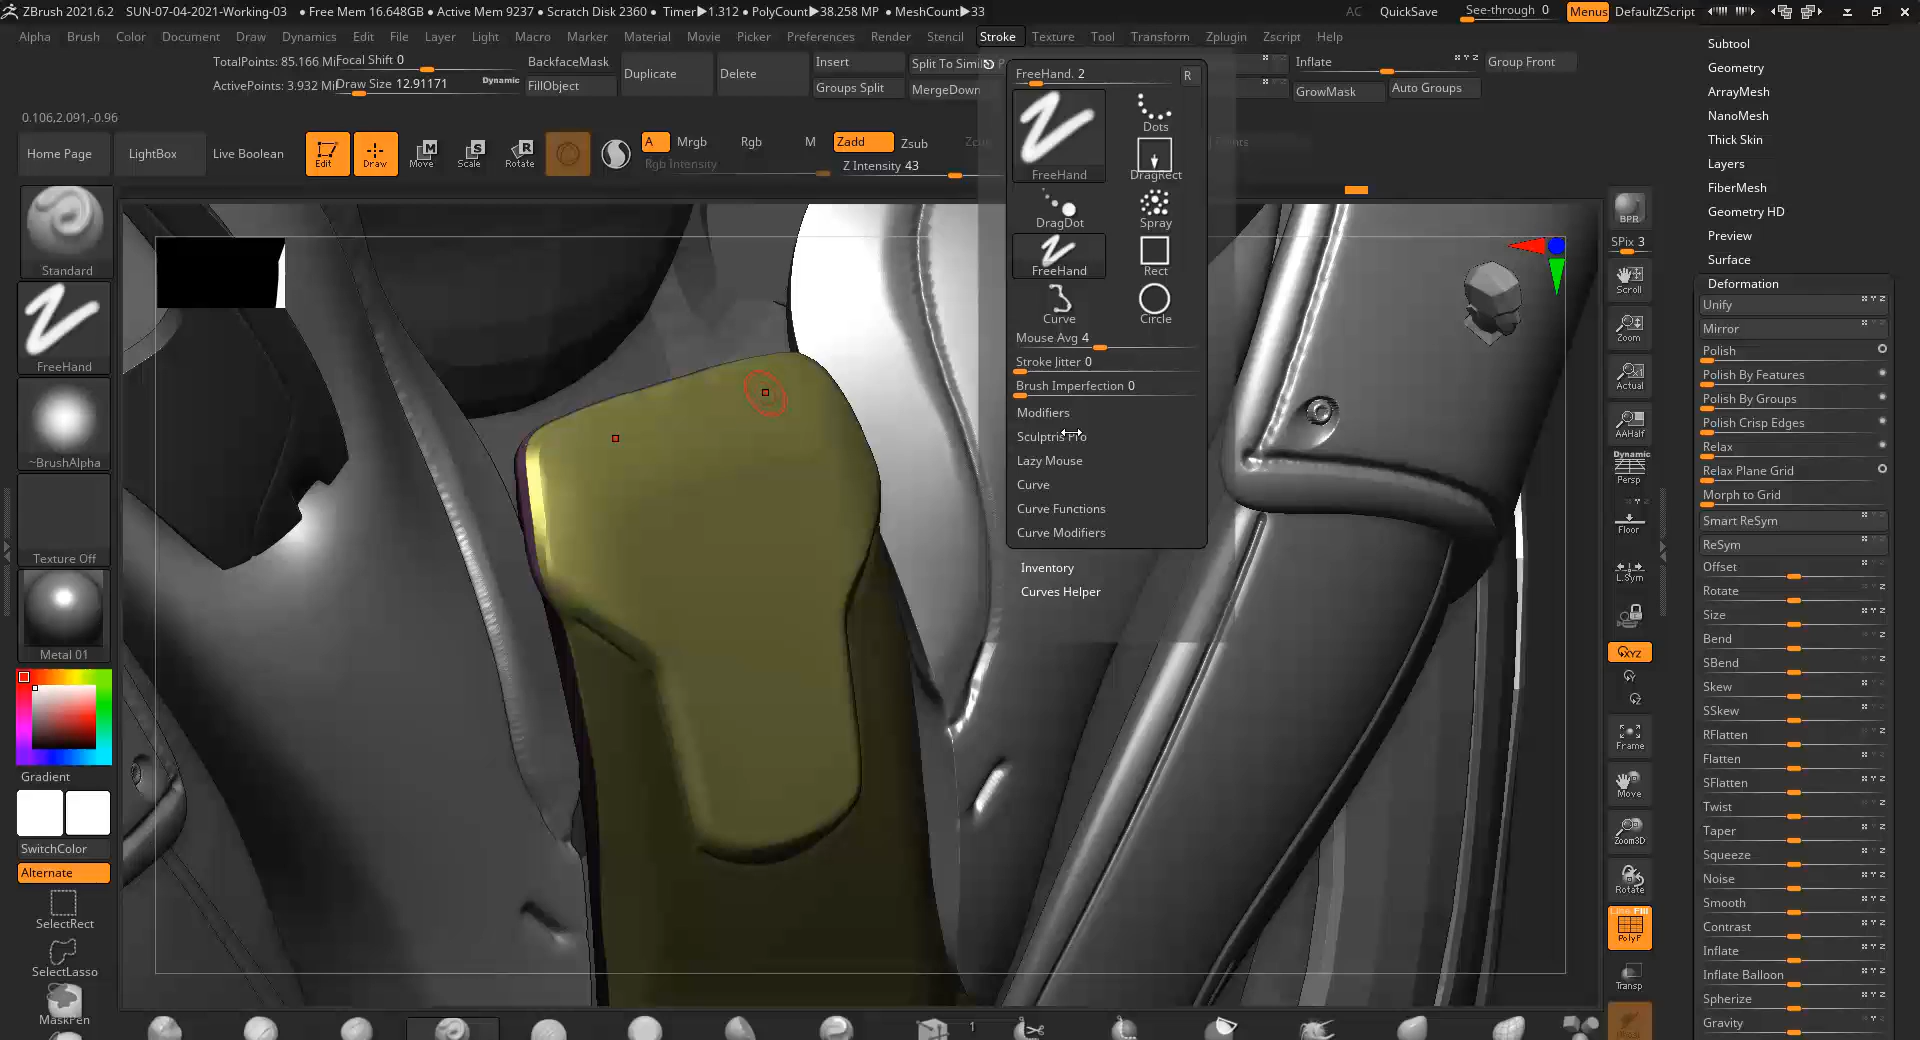 ZBrush 2021.6.2 SUN-07-04-2021-Working-03 ● Free Mem 16.648GB ● Active Mem 9237 ● Scratch Disk 2360 ● Timer▶1.312 ● PolyCount▶38.258 MP ● MeshCount▶33 AC QuickSave See-through 0 Menus DefaultZScript
Alpha Brush Color Document Draw Dynamics Edit File Layer Light Macro Marker Material Movie Picker Preferences Render Stencil Stroke Texture Tool Transform Zplugin Zscript Help
TotalPoints: 85.166 Mi Focal Shift 0 BackfaceMask Duplicate Delete Insert Split To Simil Inflate Group Front
ActivePoints: 3.932 Mil Draw Size 12.91171 Dynamic FillObject Groups Split MergeDown GrowMask Auto Groups
0.106,2.091,-0.96
Home Page LightBox Live Boolean Edit Draw Move Scale Rotate A Mrgb Rgb M Zadd Zsub
Rgb Intensity Z Intensity 43
Standard
FreeHand
~BrushAlpha
Texture Off
Metal 01
Gradient
SwitchColor
Alternate
SelectRect
SelectLasso
MaskPen
FreeHand. 2 R
FreeHand Dots
DragRect
DragDot Spray
FreeHand Rect
Curve Circle
Mouse Avg 4
Stroke Jitter 0
Brush Imperfection 0
Modifiers
Sculptris Pro
Lazy Mouse
Curve
Curve Functions
Curve Modifiers
Inventory
Curves Helper
1
BPR
SPix 3
Scroll
Zoom
Actual
AAHalf
Dynamic
Persp
Floor
L.Sym
XYZ
Frame
Move
Zoom3D
Rotate
Line Fill
PolyF
Transp
Subtool
Geometry
ArrayMesh
NanoMesh
Thick Skin
Layers
FiberMesh
Geometry HD
Preview
Surface
Deformation
Unify
Mirror
Polish
Polish By Features
Polish By Groups
Polish Crisp Edges
Relax
Relax Plane Grid
Morph to Grid
Smart ReSym
ReSym
Offset
Rotate
Size
Bend
SBend
Skew
SSkew
RFlatten
Flatten
SFlatten
Twist
Taper
Squeeze
Noise
Smooth
Contrast
Inflate
Inflate Balloon
Spherize
Gravity